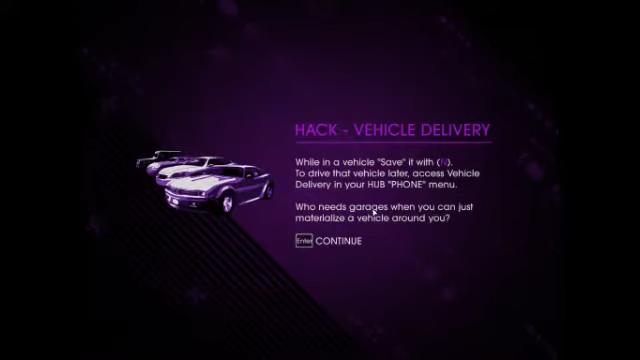 HACK - VEHICLE DELIVERY
While in a vehicle "Save" it with (N).
To drive that vehicle later, access Vehicle
Delivery in your HUB "PHONE" menu.
Who needs garages when you can just
materialize a vehicle around you?
Enter CONTINUE